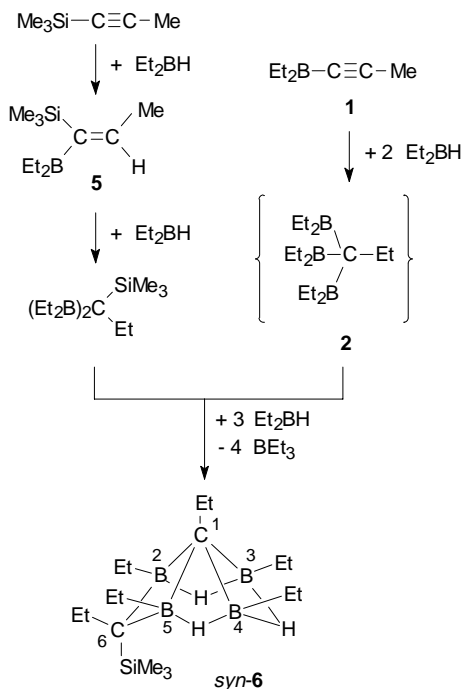 Me3Si—C≡C—Me
+ Et2BH
Me3Si Me
C=C
Et2B H
5
+ Et2BH
SiMe3
(Et2B)2C
Et
Et2B—C≡C—Me
1
+ 2 Et2BH
Et2B
Et2B—C—Et
Et2B
2
+ 3 Et2BH
- 4 BEt3
Et
1
C
2 3
Et B B Et
H
Et Et Et
B H B H
C 5 4
6
SiMe3
syn-6